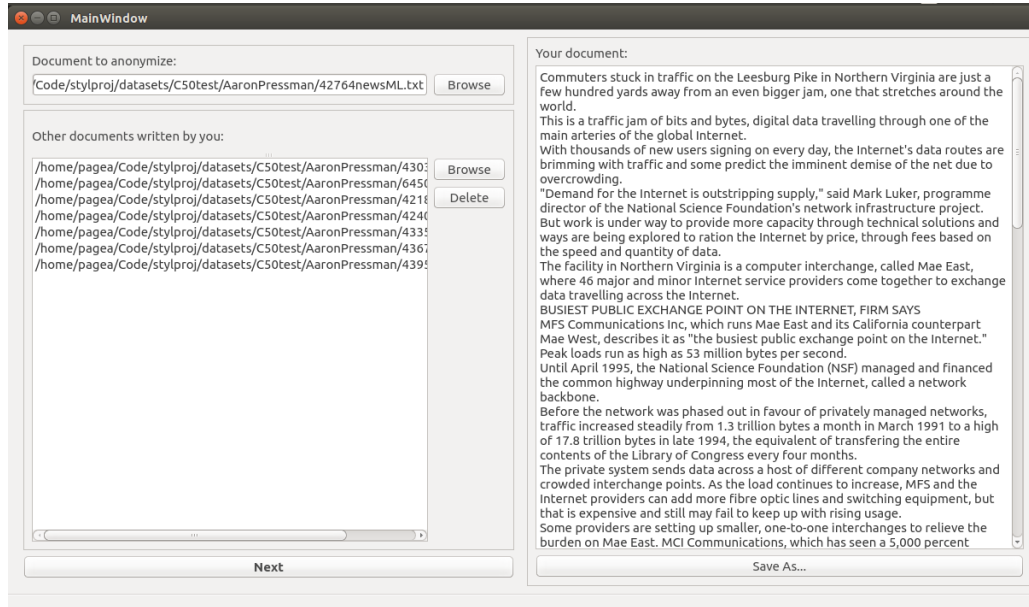 MainWindow
Document to anonymize:
/Code/stylproj/datasets/C50test/AaronPressman/42764newsML.txt
Browse
Other documents written by you:
/home/pagea/Code/stylproj/datasets/C50test/AaronPressman/4303
/home/pagea/Code/stylproj/datasets/C50test/AaronPressman/6450
/home/pagea/Code/stylproj/datasets/C50test/AaronPressman/4218
/home/pagea/Code/stylproj/datasets/C50test/AaronPressman/4240
/home/pagea/Code/stylproj/datasets/C50test/AaronPressman/4335
/home/pagea/Code/stylproj/datasets/C50test/AaronPressman/4367
/home/pagea/Code/stylproj/datasets/C50test/AaronPressman/4395
Browse
Delete
Next
Your document:
Commuters stuck in traffic on the Leesburg Pike in Northern Virginia are just a
few hundred yards away from an even bigger jam, one that stretches around the
world.
This is a traffic jam of bits and bytes, digital data travelling through one of the
main arteries of the global Internet.
With thousands of new users signing on every day, the Internet's data routes are
brimming with traffic and some predict the imminent demise of the net due to
overcrowding.
"Demand for the Internet is outstripping supply," said Mark Luker, programme
director of the National Science Foundation's network infrastructure project.
But work is under way to provide more capacity through technical solutions and
ways are being explored to ration the Internet by price, through fees based on
the speed and quantity of data.
The facility in Northern Virginia is a computer interchange, called Mae East,
where 46 major and minor Internet service providers come together to exchange
data travelling across the Internet.
BUSIEST PUBLIC EXCHANGE POINT ON THE INTERNET, FIRM SAYS
MFS Communications Inc, which runs Mae East and its California counterpart
Mae West, describes it as "the busiest public exchange point on the Internet."
Peak loads run as high as 53 million bytes per second.
Until April 1995, the National Science Foundation (NSF) managed and financed
the common highway underpinning most of the Internet, called a network
backbone.
Before the network was phased out in favour of privately managed networks,
traffic increased steadily from 1.3 trillion bytes a month in March 1991 to a high
of 17.8 trillion bytes in late 1994, the equivalent of transfering the entire
contents of the Library of Congress every four months.
The private system sends data across a host of different company networks and
crowded interchange points. As the load continues to increase, MFS and the
Internet providers can add more fibre optic lines and switching equipment, but
that is expensive and still may fail to keep up with rising usage.
Some providers are setting up smaller, one-to-one interchanges to relieve the
burden on Mae East. MCI Communications, which has seen a 5,000 percent
Save As...